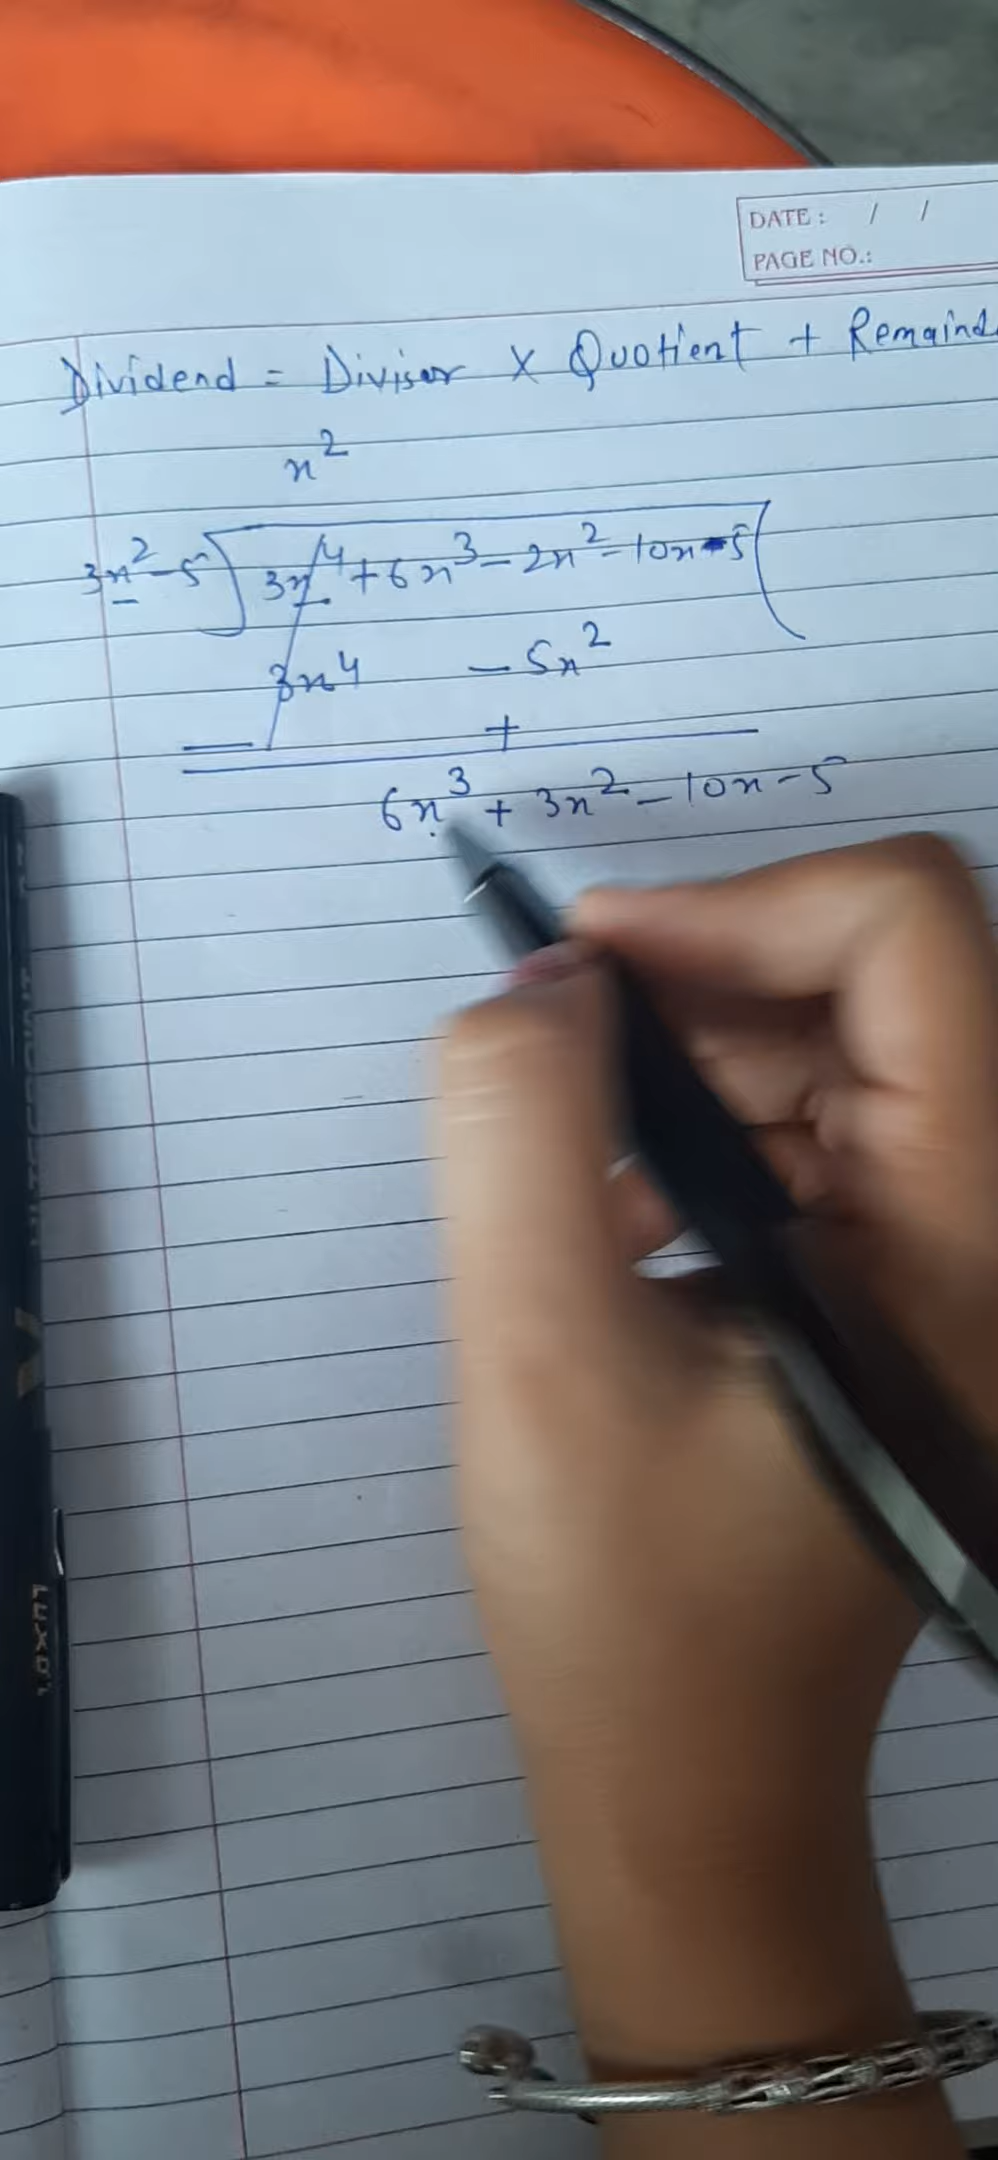 DATE: / /
PAGE NO.:
Dividend = Divisor × Quotient + Remaind
x²
3x²-5) 3x⁴+6x³-2x²-10x-5(
3x⁴ -5x²
- +
6x³ + 3x² - 10x - 5
LUXOR